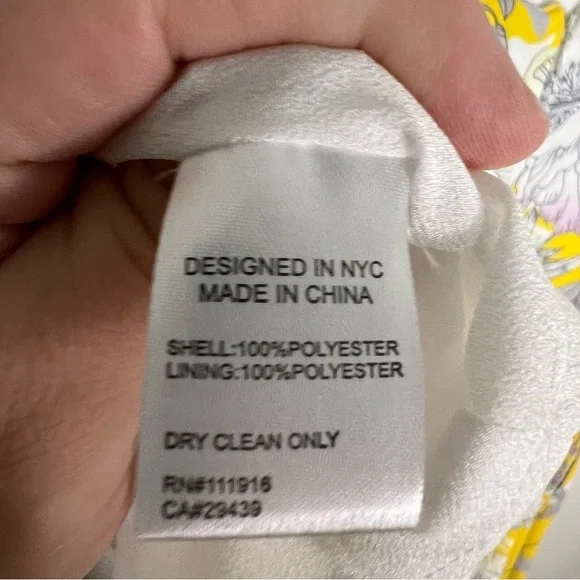 DESIGNED IN NYC
MADE IN CHINA
SHELL:100%POLYESTER
LINING:100%POLYESTER
DRY CLEAN ONLY
RN#111916
CA#29439